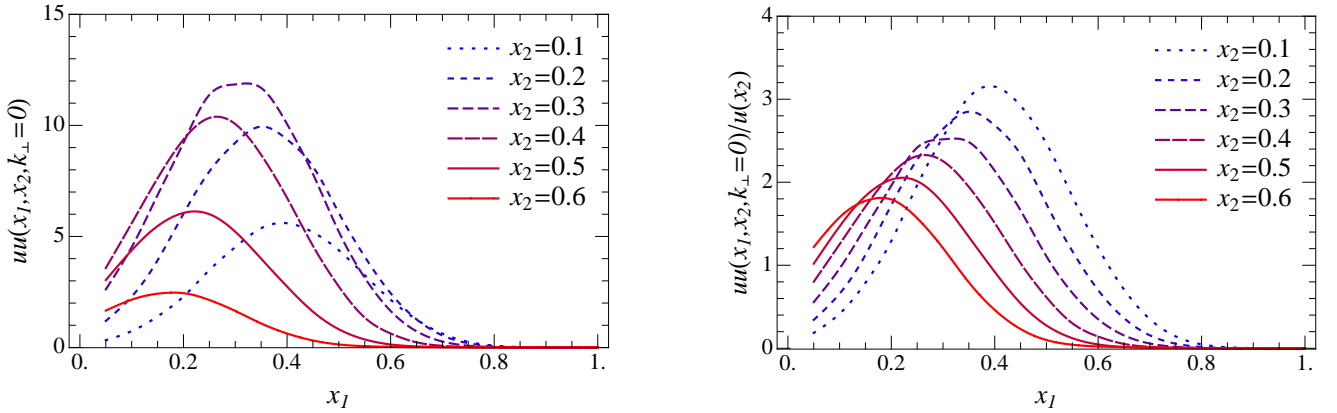 uu(x₁,x₂,k⊥=0)
15
10
5
0
0.
0.2
0.4
0.6
0.8
1.
x₁
x₂=0.1
x₂=0.2
x₂=0.3
x₂=0.4
x₂=0.5
x₂=0.6
uu(x₁,x₂,k⊥=0)/u(x₂)
4
3
2
1
0
0.
0.2
0.4
0.6
0.8
1.
x₁
x₂=0.1
x₂=0.2
x₂=0.3
x₂=0.4
x₂=0.5
x₂=0.6